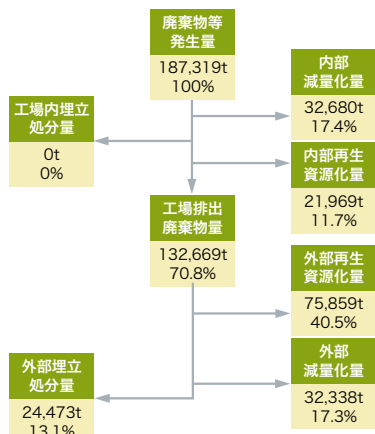 廃棄物等
発生量
187,319t
100%
内部
減量化量
32,680t
17.4%
工場内埋立
処分量
0t
0%
内部再生
資源化量
21,969t
11.7%
工場排出
廃棄物量
132,669t
70.8%
外部再生
資源化量
75,859t
40.5%
外部
減量化量
32,338t
17.3%
外部埋立
処分量
24,473t
13.1%